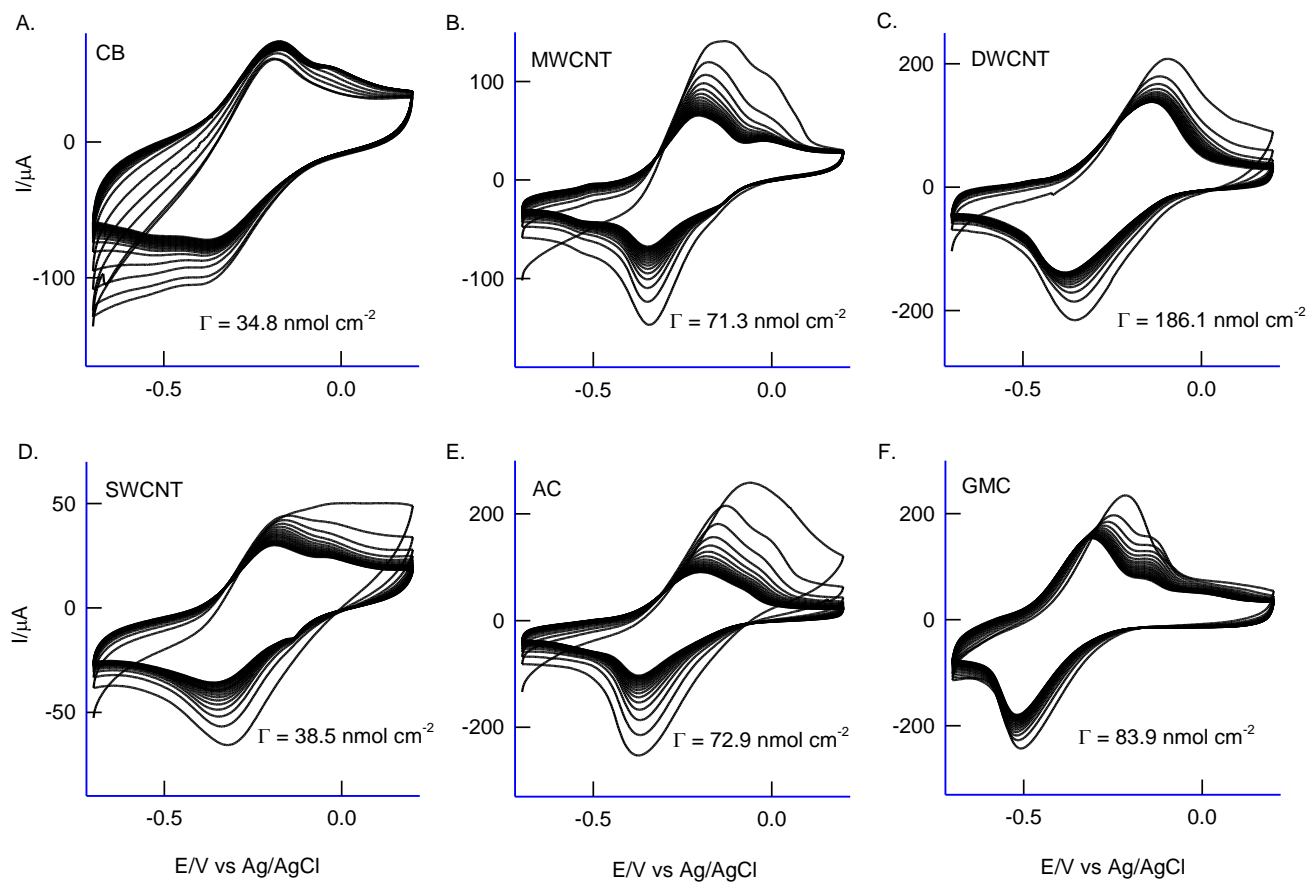 A.
CB
I/μA
0
-100
Γ = 34.8 nmol cm-2
-0.5
0.0
B.
MWCNT
100
0
-100
Γ = 71.3 nmol cm-2
-0.5
0.0
C.
DWCNT
200
0
-200
Γ = 186.1 nmol cm-2
-0.5
0.0
D.
SWCNT
I/μA
50
0
-50
Γ = 38.5 nmol cm-2
-0.5
0.0
E/V vs Ag/AgCl
E.
AC
200
0
-200
Γ = 72.9 nmol cm-2
-0.5
0.0
E/V vs Ag/AgCl
F.
GMC
200
0
-200
Γ = 83.9 nmol cm-2
-0.5
0.0
E/V vs Ag/AgCl